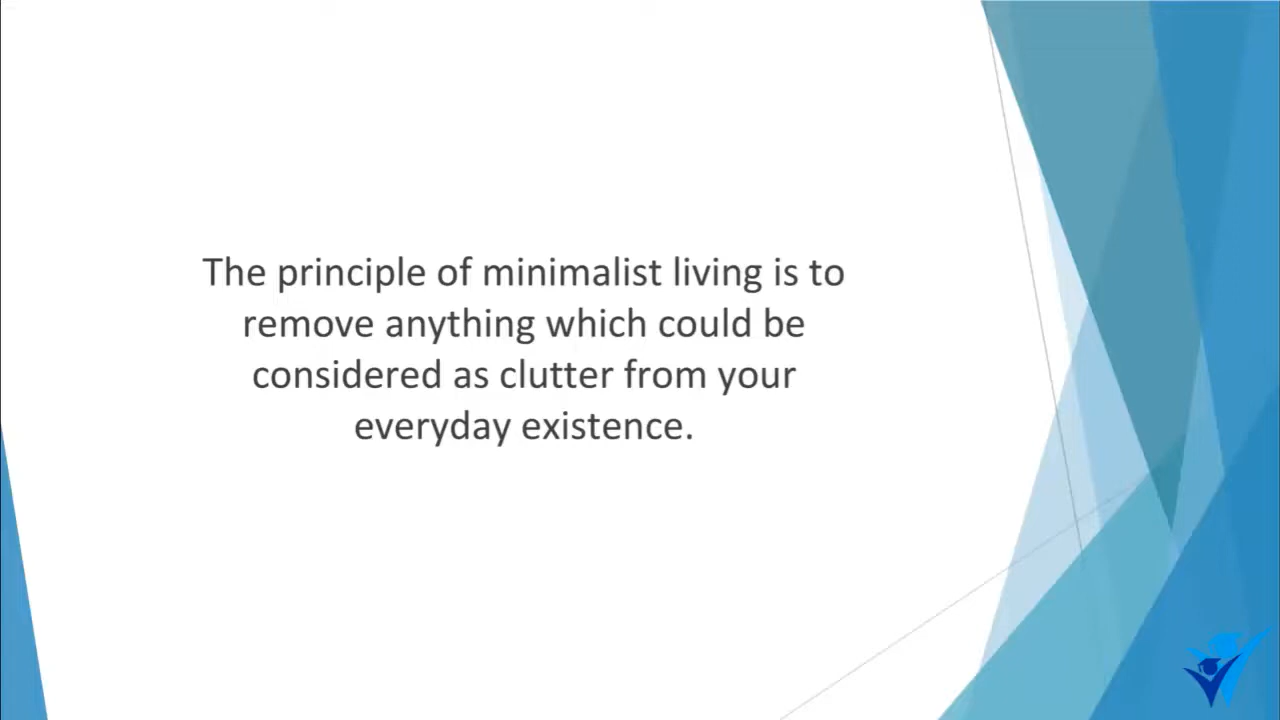 The principle of minimalist living is to
remove anything which could be
considered as clutter from your
everyday existence.